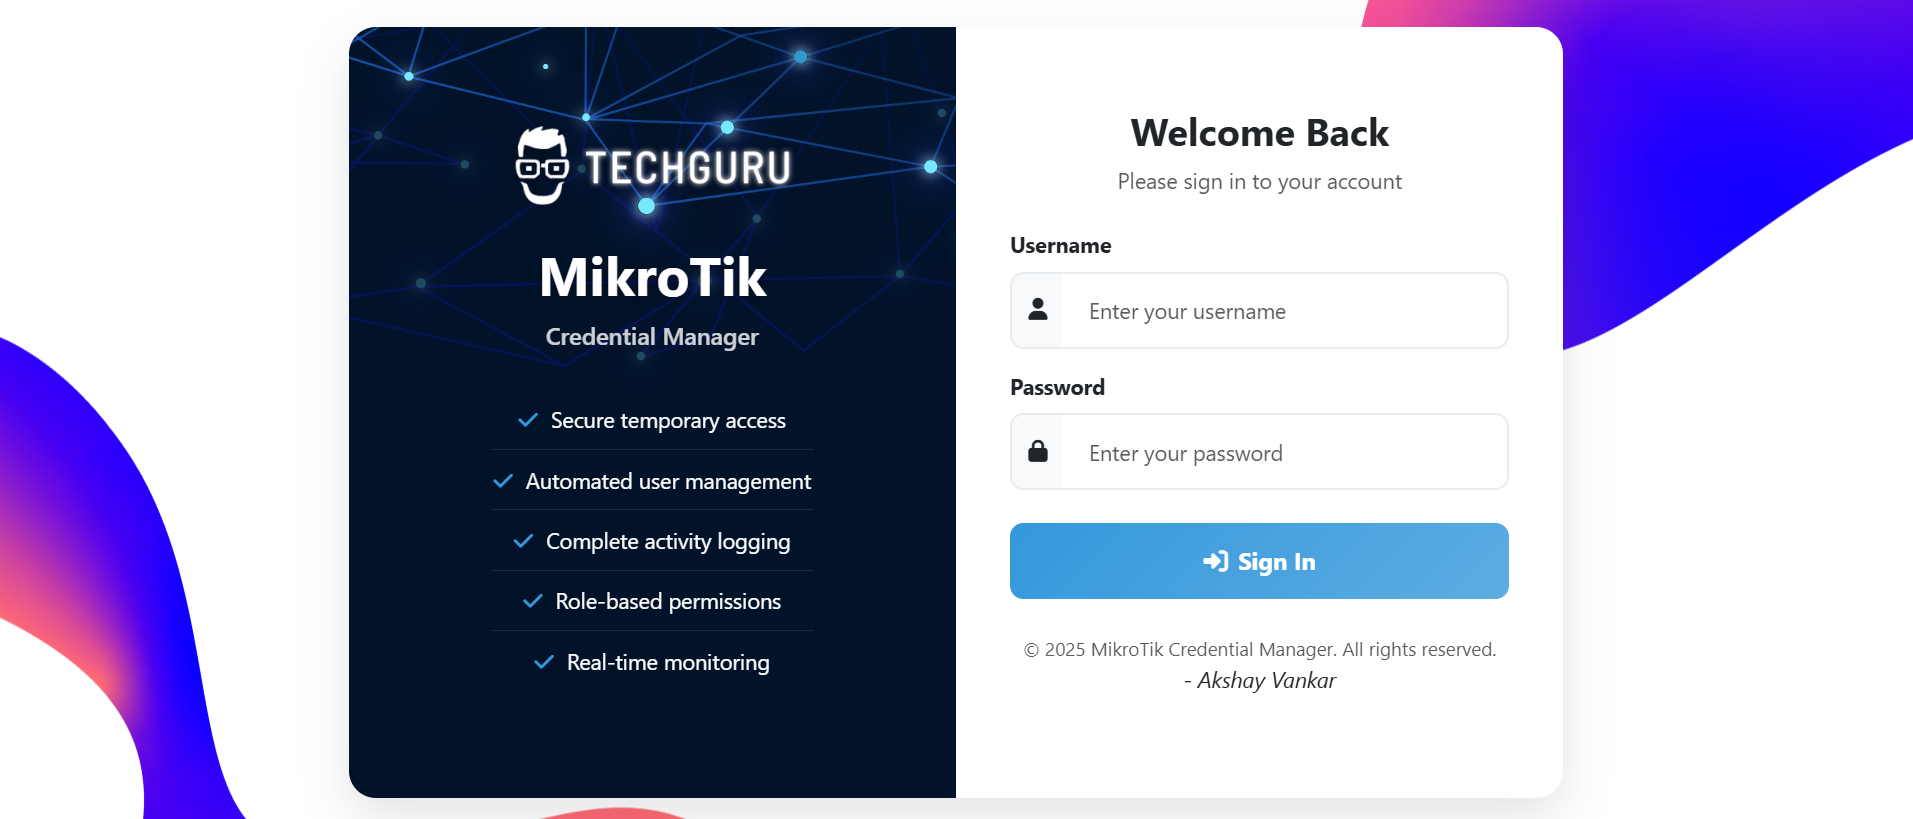 TECHGURU
MikroTik
Credential Manager
Secure temporary access
Automated user management
Complete activity logging
Role-based permissions
Real-time monitoring
Welcome Back
Please sign in to your account
Username
Enter your username
Password
Enter your password
Sign In
© 2025 MikroTik Credential Manager. All rights reserved.
- Akshay Vankar